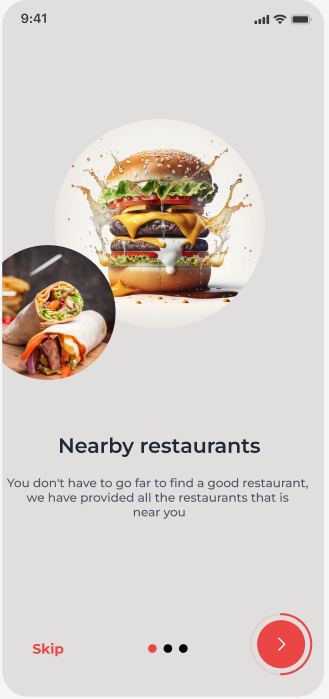 9:41
Nearby restaurants
You don't have to go far to find a good restaurant,
we have provided all the restaurants that is
near you
Skip